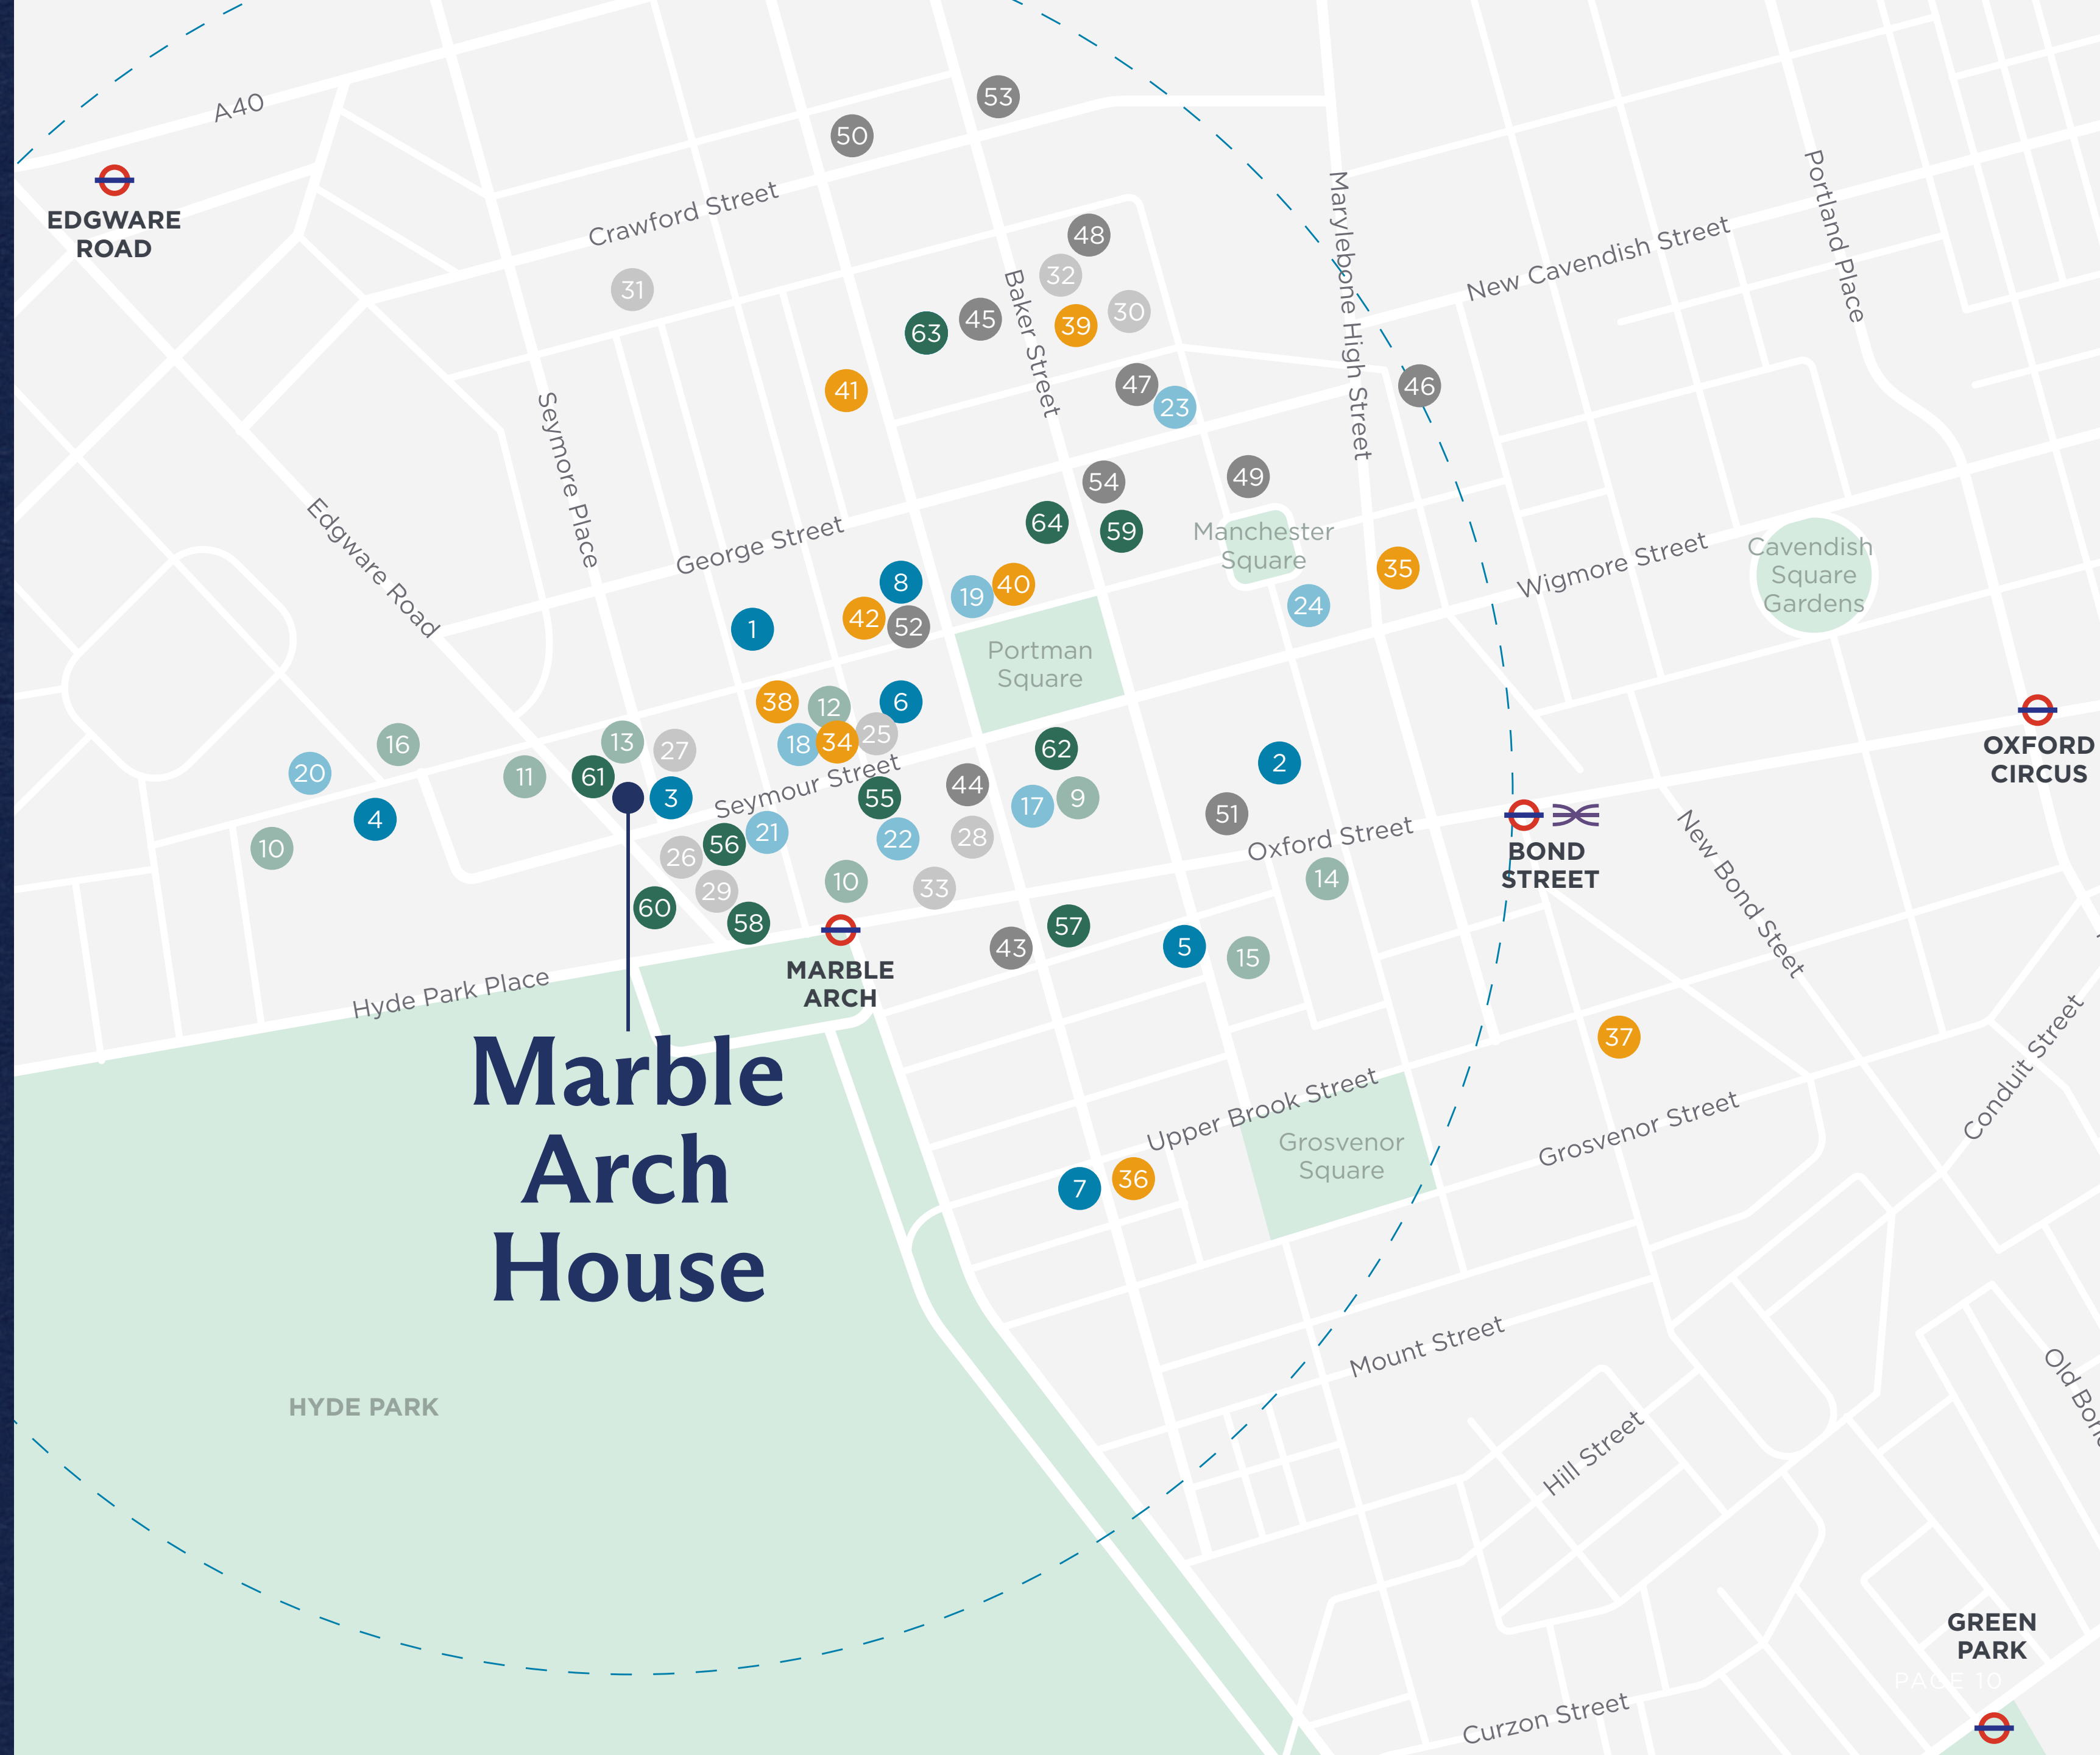 A40
53
50
EDGWARE
ROAD
Crawford Street
Marylebone High Street
Portland Place
New Cavendish Street
48
32
31
Baker Street
30
63
45
39
41
47
23
46
Seymore Place
54
49
Edgware Road
George Street
64
59
Manchester
Square
Wigmore Street
Cavendish
Square
Gardens
35
8
19
40
24
42
52
1
Portman
Square
38
12
6
OXFORD
CIRCUS
16
13
27
18
34
25
62
2
20
11
61
3
Seymour Street
44
55
17
9
51
4
10
56
21
22
28
Oxford Street
BOND
STREET
New Bond Steet
26
29
10
33
14
60
58
57
43
5
15
MARBLE
ARCH
Hyde Park Place
37
Conduit Street
Marble
Arch
House
Upper Brook Street
Grosvenor
Square
Grosvenor Street
7
36
Mount Street
HYDE PARK
Hill Street
Old Bon
GREEN
PARK
PAGE 10
Curzon Street